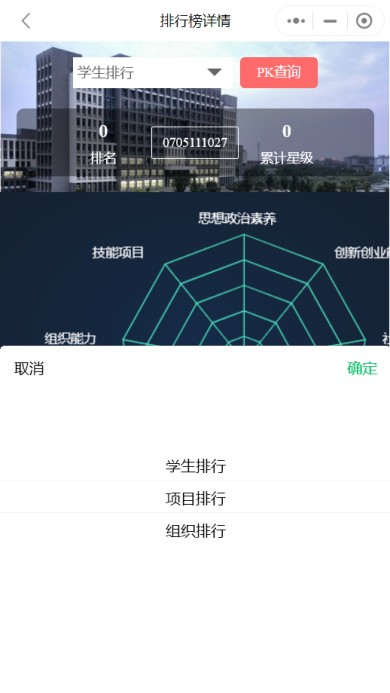 排行榜详情
学生排行
PK查询
0
0705111027
0
排名
累计星级
思想政治素养
技能项目
创新创业
组织能力
社
取消
确定
学生排行
项目排行
组织排行